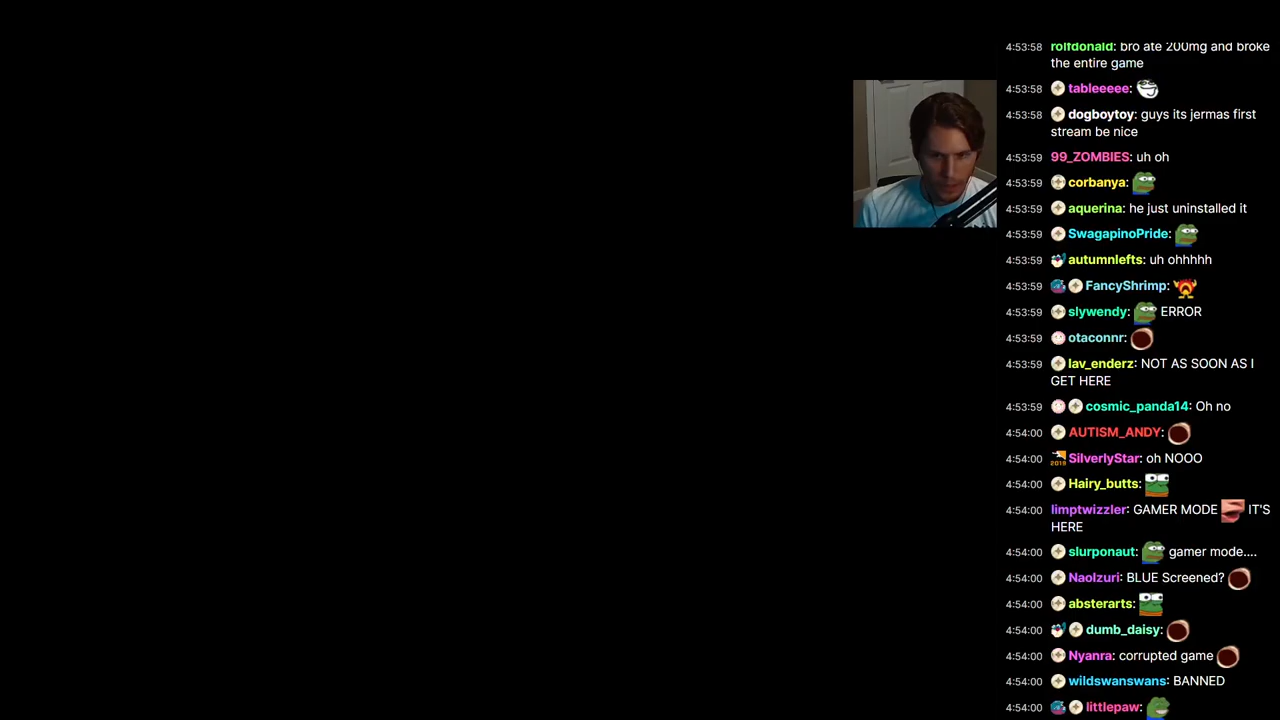 4:53:58 rolfdonald: bro ate 200mg and broke
the entire game
4:53:58 tableeeee:
4:53:58 dogboytoy: guys its jermas first
stream be nice
4:53:59 99_ZOMBIES: uh oh
4:53:59 corbanya:
4:53:59 aquerina: he just uninstalled it
4:53:59 SwagapinoPride:
4:53:59 autumnlefts: uh ohhhhh
4:53:59 FancyShrimp:
4:53:59 slywendy: ERROR
4:53:59 otaconnr:
4:53:59 lav_enderz: NOT AS SOON AS I
GET HERE
4:53:59 cosmic_panda14: Oh no
4:54:00 AUTISM_ANDY:
4:54:00 2019 SilverlyStar: oh NOOO
4:54:00 Hairy_butts:
4:54:00 limptwizzler: GAMER MODE IT'S
HERE
4:54:00 slurponaut: gamer mode....
4:54:00 Naolzuri: BLUE Screened?
4:54:00 absterarts:
4:54:00 dumb_daisy:
4:54:00 Nyanra: corrupted game
4:54:00 wildswanswans: BANNED
4:54:00 littlepaw: